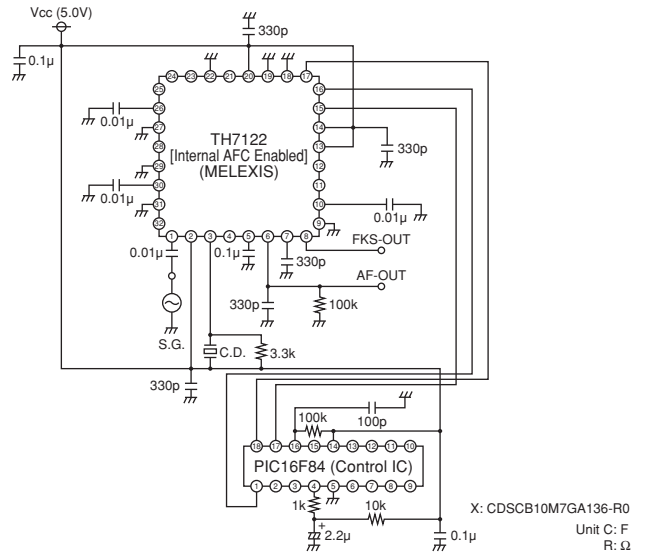 Vcc (5.0V)
330p
0.1μ
24 23 22 21 20 19 18 17
25 16
26 15
0.01μ
27 14
TH7122
28 13
[Internal AFC Enabled]
330p
(MELEXIS)
29 12
30 11
0.01μ
31 10
0.01μ
32 9
1 2 3 4 5 6 7 8
FKS-OUT
0.01μ
0.1μ
330p
AF-OUT
330p
100k
S.G.
C.D.
3.3k
330p
100k
100p
18 17 16 15 14 13 12 11 10
PIC16F84 (Control IC)
1 2 3 4 5 6 7 8 9
1k
10k
+
2.2μ
0.1μ
X: CDSCB10M7GA136-R0
Unit C: F
R: Ω